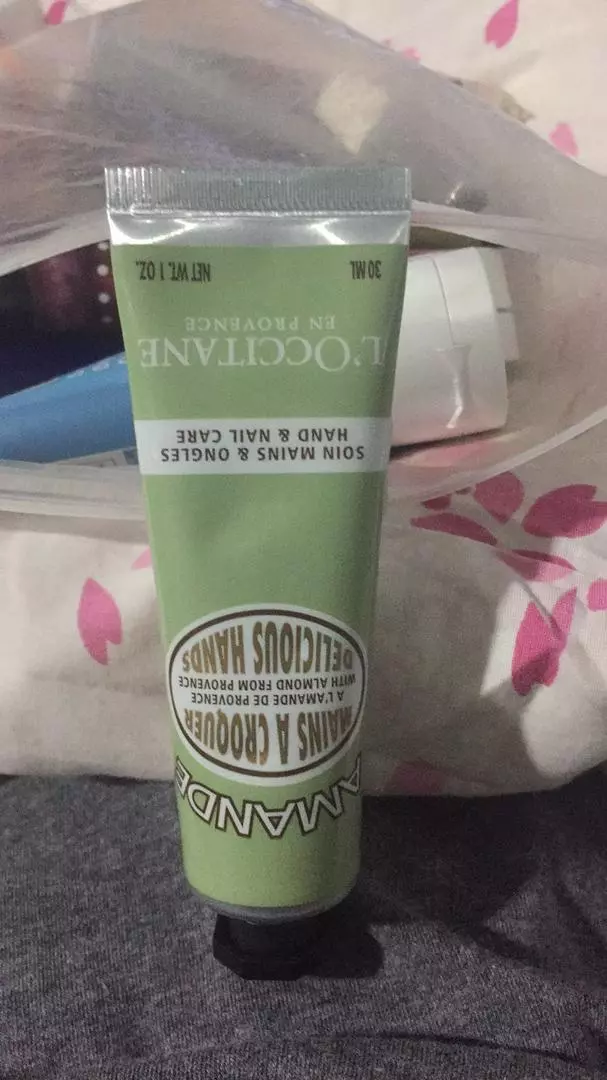 AMANDE
MAINS A CROQUER
A L'AMANDE DE PROVENCE
WITH ALMOND FROM PROVENCE
DELICIOUS HANDS
SOIN MAINS & ONGLES
HAND & NAIL CARE
L'OCCITANE
EN PROVENCE
30 ML NET WT. 1 OZ.